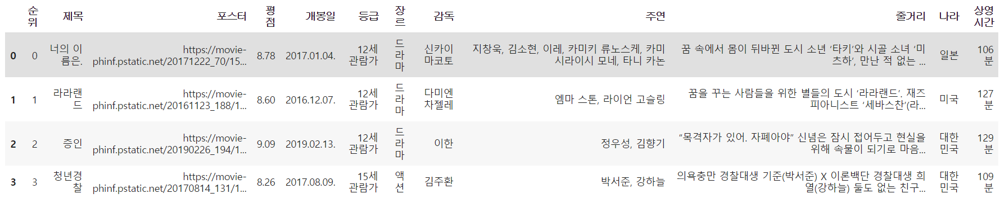 순위 제목 포스터 평점 개봉일 등급 장르 감독 주연 줄거리 나라 상영시간
0 0 너의 이름은. https://movie-phinf.pstatic.net/20171222_70/15... 8.78 2017.01.04. 12세 관람가 드라마 신카이 마코토 지창욱, 김소현, 이레, 카미키 류노스케, 카미시라이시 모네, 타니 카논 꿈 속에서 몸이 뒤바뀐 도시 소년 ‘타키’와 시골 소녀 ‘미츠하’, 만난 적 없는 ... 일본 106분
1 1 라라랜드 https://movie-phinf.pstatic.net/20161123_188/1... 8.60 2016.12.07. 12세 관람가 드라마 다미엔 차젤레 엠마 스톤, 라이언 고슬링 꿈을 꾸는 사람들을 위한 별들의 도시 ‘라라랜드’. 재즈 피아니스트 ‘세바스찬’(라... 미국 127분
2 2 증인 https://movie-phinf.pstatic.net/20190226_194/1... 9.09 2019.02.13. 12세 관람가 드라마 이한 정우성, 김향기 “목격자가 있어. 자폐아야” 신념은 잠시 접어두고 현실을 위해 속물이 되기로 마음... 대한민국 129분
3 3 청년경찰 https://movie-phinf.pstatic.net/20170814_131/1... 8.26 2017.08.09. 15세 관람가 액션 김주환 박서준, 강하늘 의욕충만 경찰대생 기준(박서준) X 이론백단 경찰대생 희열(강하늘) 둘도 없는 친구... 대한민국 109분